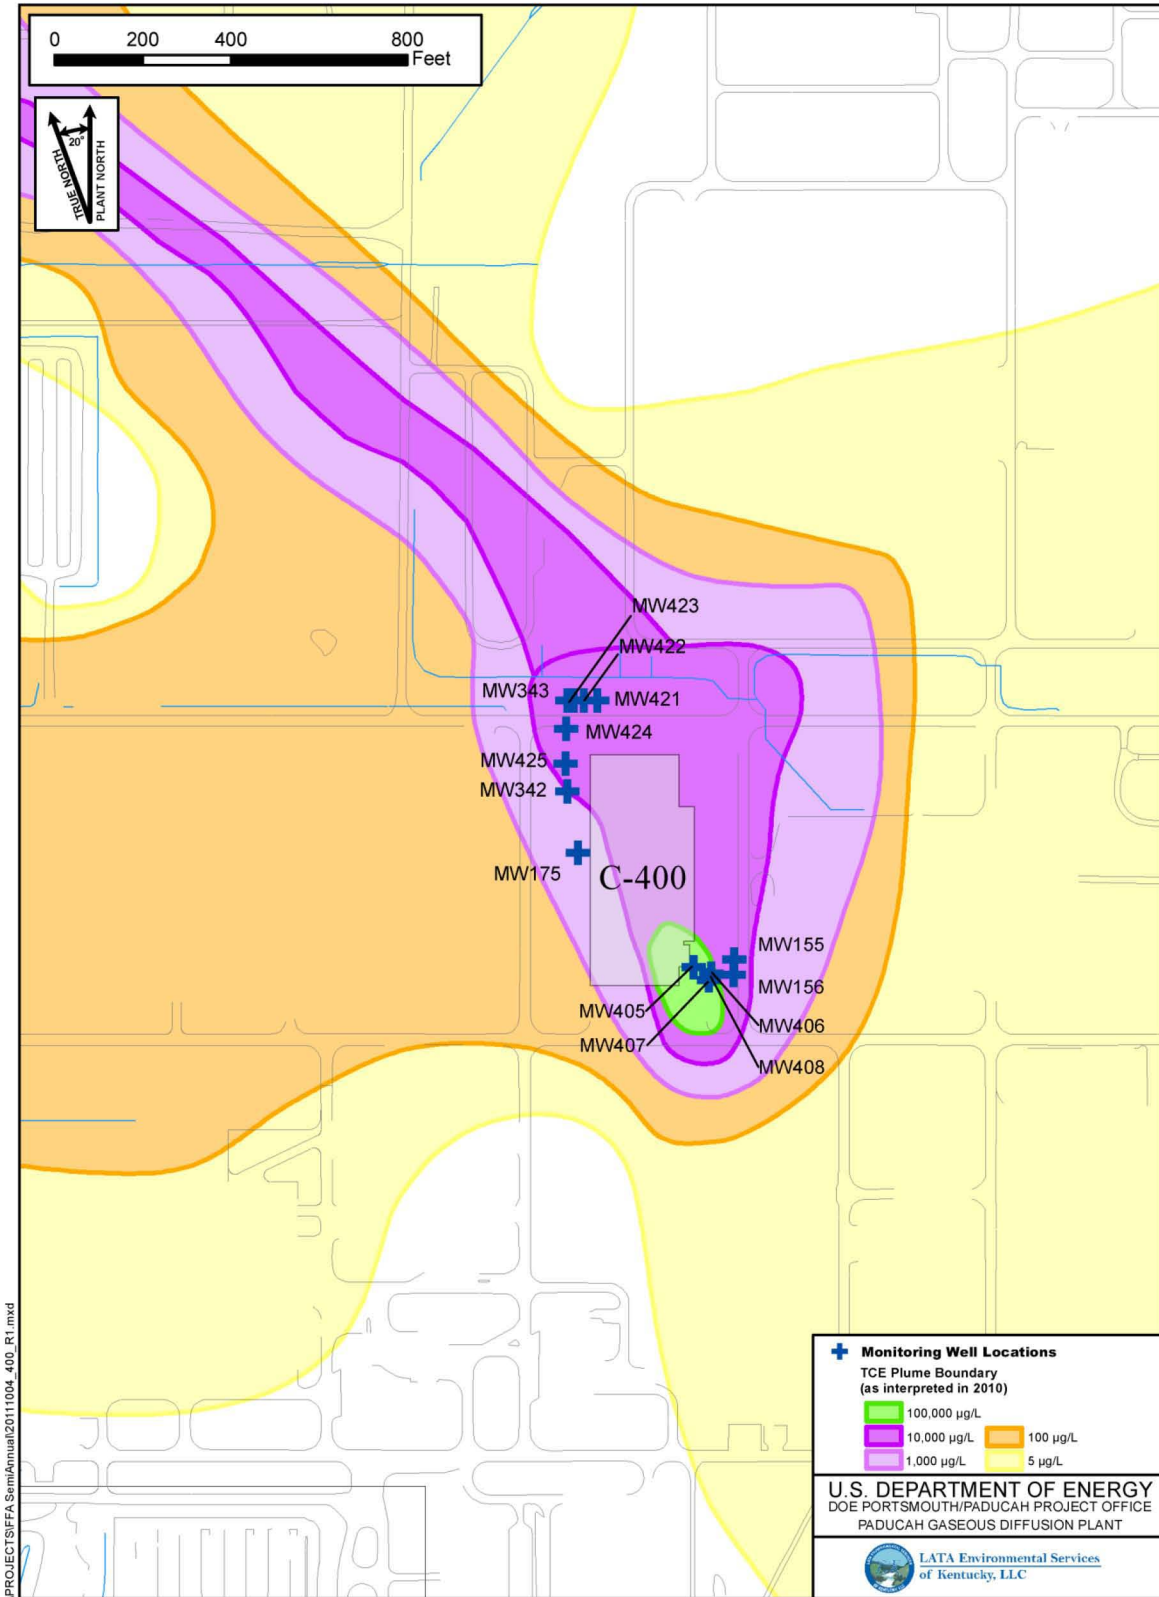 0 200 400 800
Feet
20°
TRUE NORTH
PLANT NORTH
MW423
MW422
MW343
MW421
MW424
MW425
MW342
MW175
C-400
MW155
MW156
MW405
MW406
MW407
MW408
\PROJECTS\FFA SemiAnnual\20111004_400_R1.mxd
Monitoring Well Locations
TCE Plume Boundary
(as interpreted in 2010)
100,000 µg/L
10,000 µg/L 100 µg/L
1,000 µg/L 5 µg/L
U.S. DEPARTMENT OF ENERGY
DOE PORTSMOUTH/PADUCAH PROJECT OFFICE
PADUCAH GASEOUS DIFFUSION PLANT
LATA Environmental Services
of Kentucky, LLC